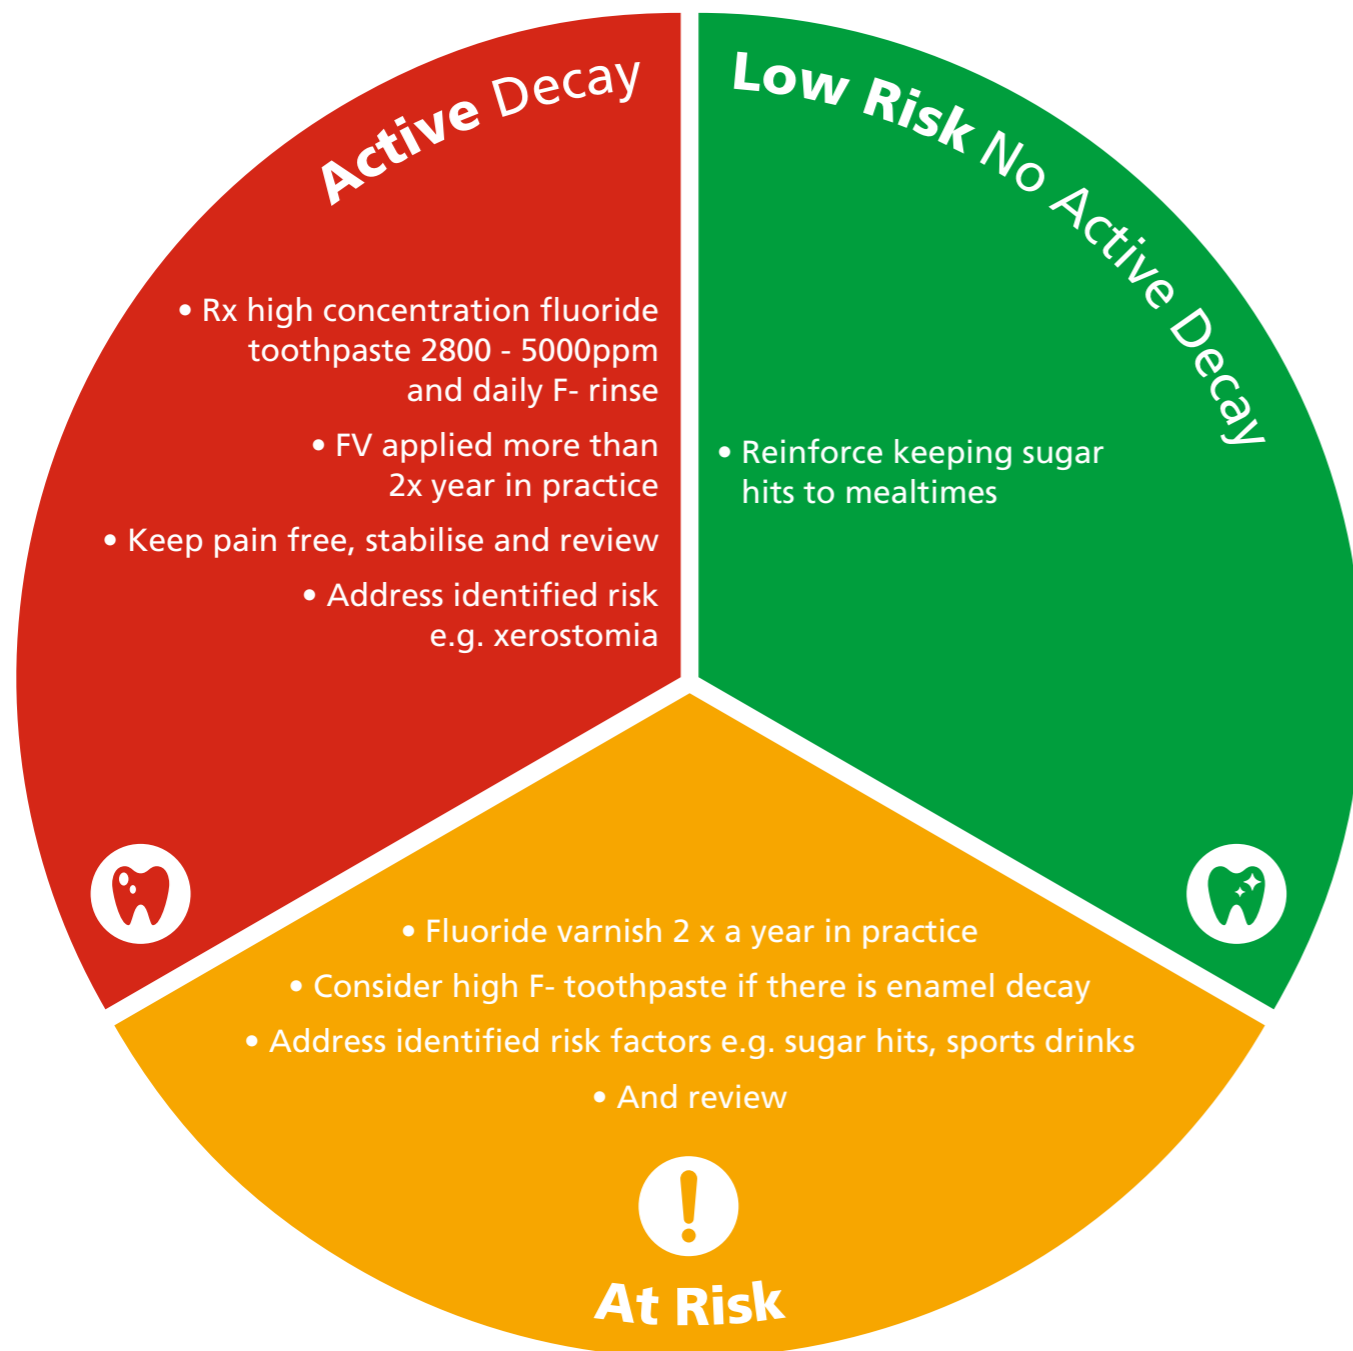 Active Decay
• Rx high concentration fluoride
toothpaste 2800 - 5000ppm
and daily F- rinse
• FV applied more than
2x year in practice
• Keep pain free, stabilise and review
• Address identified risk
e.g. xerostomia
Low Risk No Active Decay
• Reinforce keeping sugar
hits to mealtimes
• Fluoride varnish 2 x a year in practice
• Consider high F- toothpaste if there is enamel decay
• Address identified risk factors e.g. sugar hits, sports drinks
• And review
At Risk